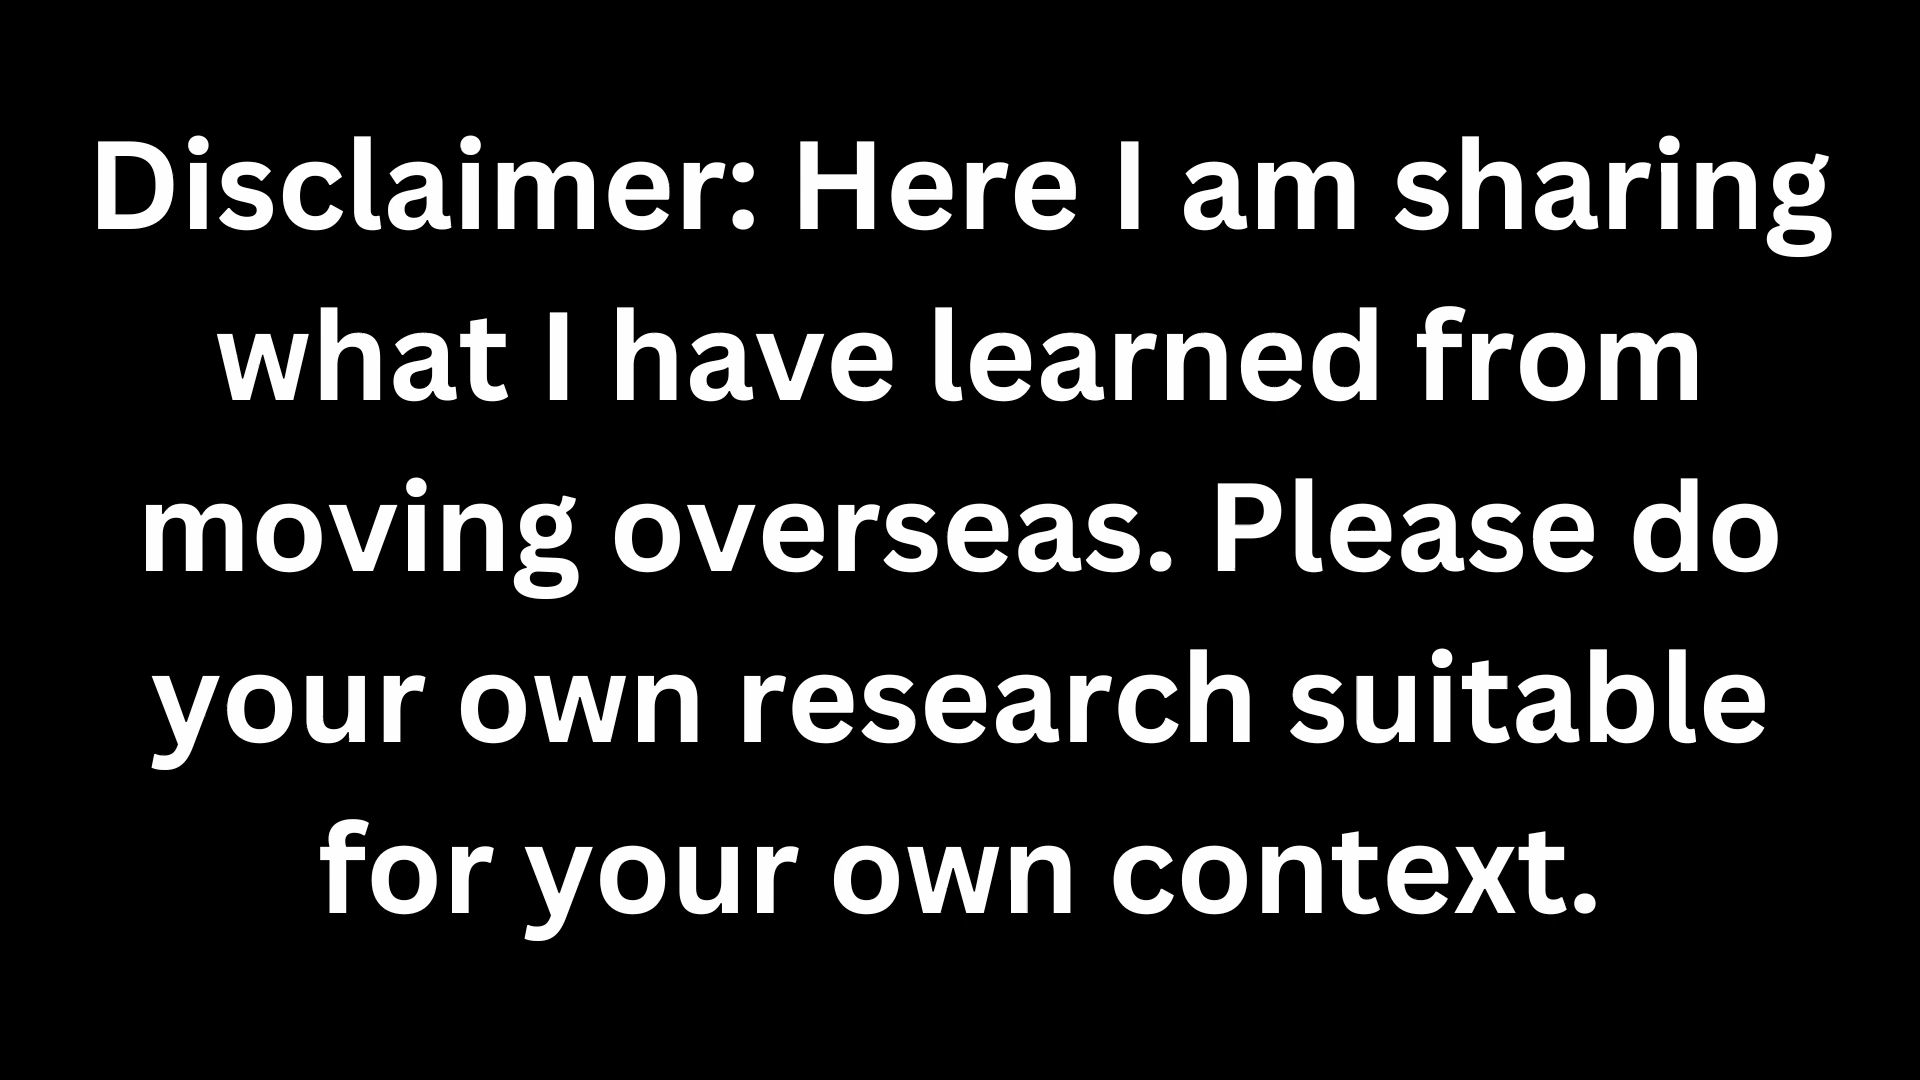 Disclaimer: Here I am sharing
what I have learned from
moving overseas. Please do
your own research suitable
for your own context.